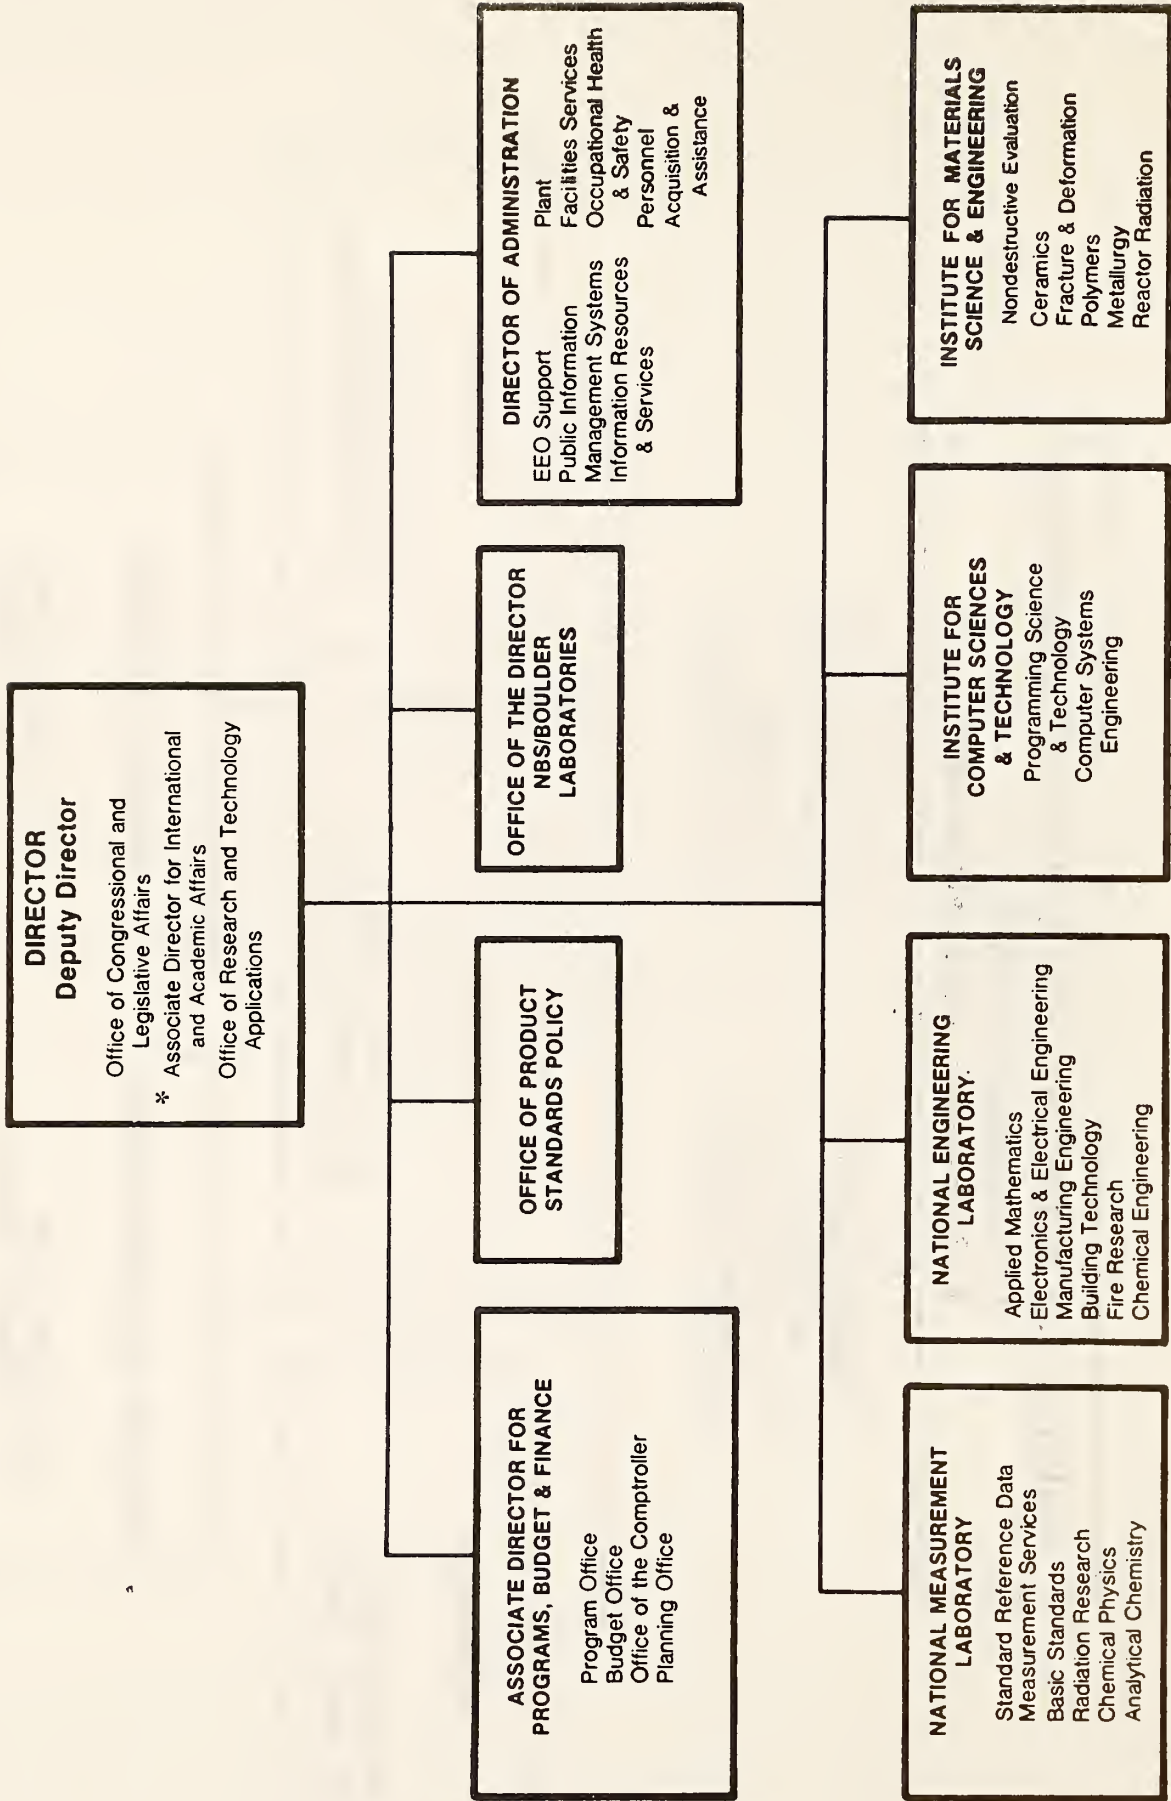 DIRECTOR
Deputy Director
Office of Congressional and
Legislative Affairs
* Associate Director for International
and Academic Affairs
Office of Research and Technology
Applications
ASSOCIATE DIRECTOR FOR
PROGRAMS, BUDGET & FINANCE
Program Office
Budget Office
Office of the Comptroller
Planning Office
OFFICE OF PRODUCT
STANDARDS POLICY
OFFICE OF THE DIRECTOR
NBS/BOULDER
LABORATORIES
DIRECTOR OF ADMINISTRATION
EEO Support
Public Information
Management Systems
Information Resources
& Services
Plant
Facilities Services
Occupational Health
& Safety
Personnel
Acquisition &
Assistance
NATIONAL MEASUREMENT
LABORATORY
Standard Reference Data
Measurement Services
Basic Standards
Radiation Research
Chemical Physics
Analytical Chemistry
NATIONAL ENGINEERING
LABORATORY.
Applied Mathematics
Electronics & Electrical Engineering
Manufacturing Engineering
Building Technology
Fire Research
Chemical Engineering
INSTITUTE FOR
COMPUTER SCIENCES
& TECHNOLOGY
Programming Science
& Technology
Computer Systems
Engineering
INSTITUTE FOR MATERIALS
SCIENCE & ENGINEERING
Nondestructive Evaluation
Ceramics
Fracture & Deformation
Polymers
Metallurgy
Reactor Radiation